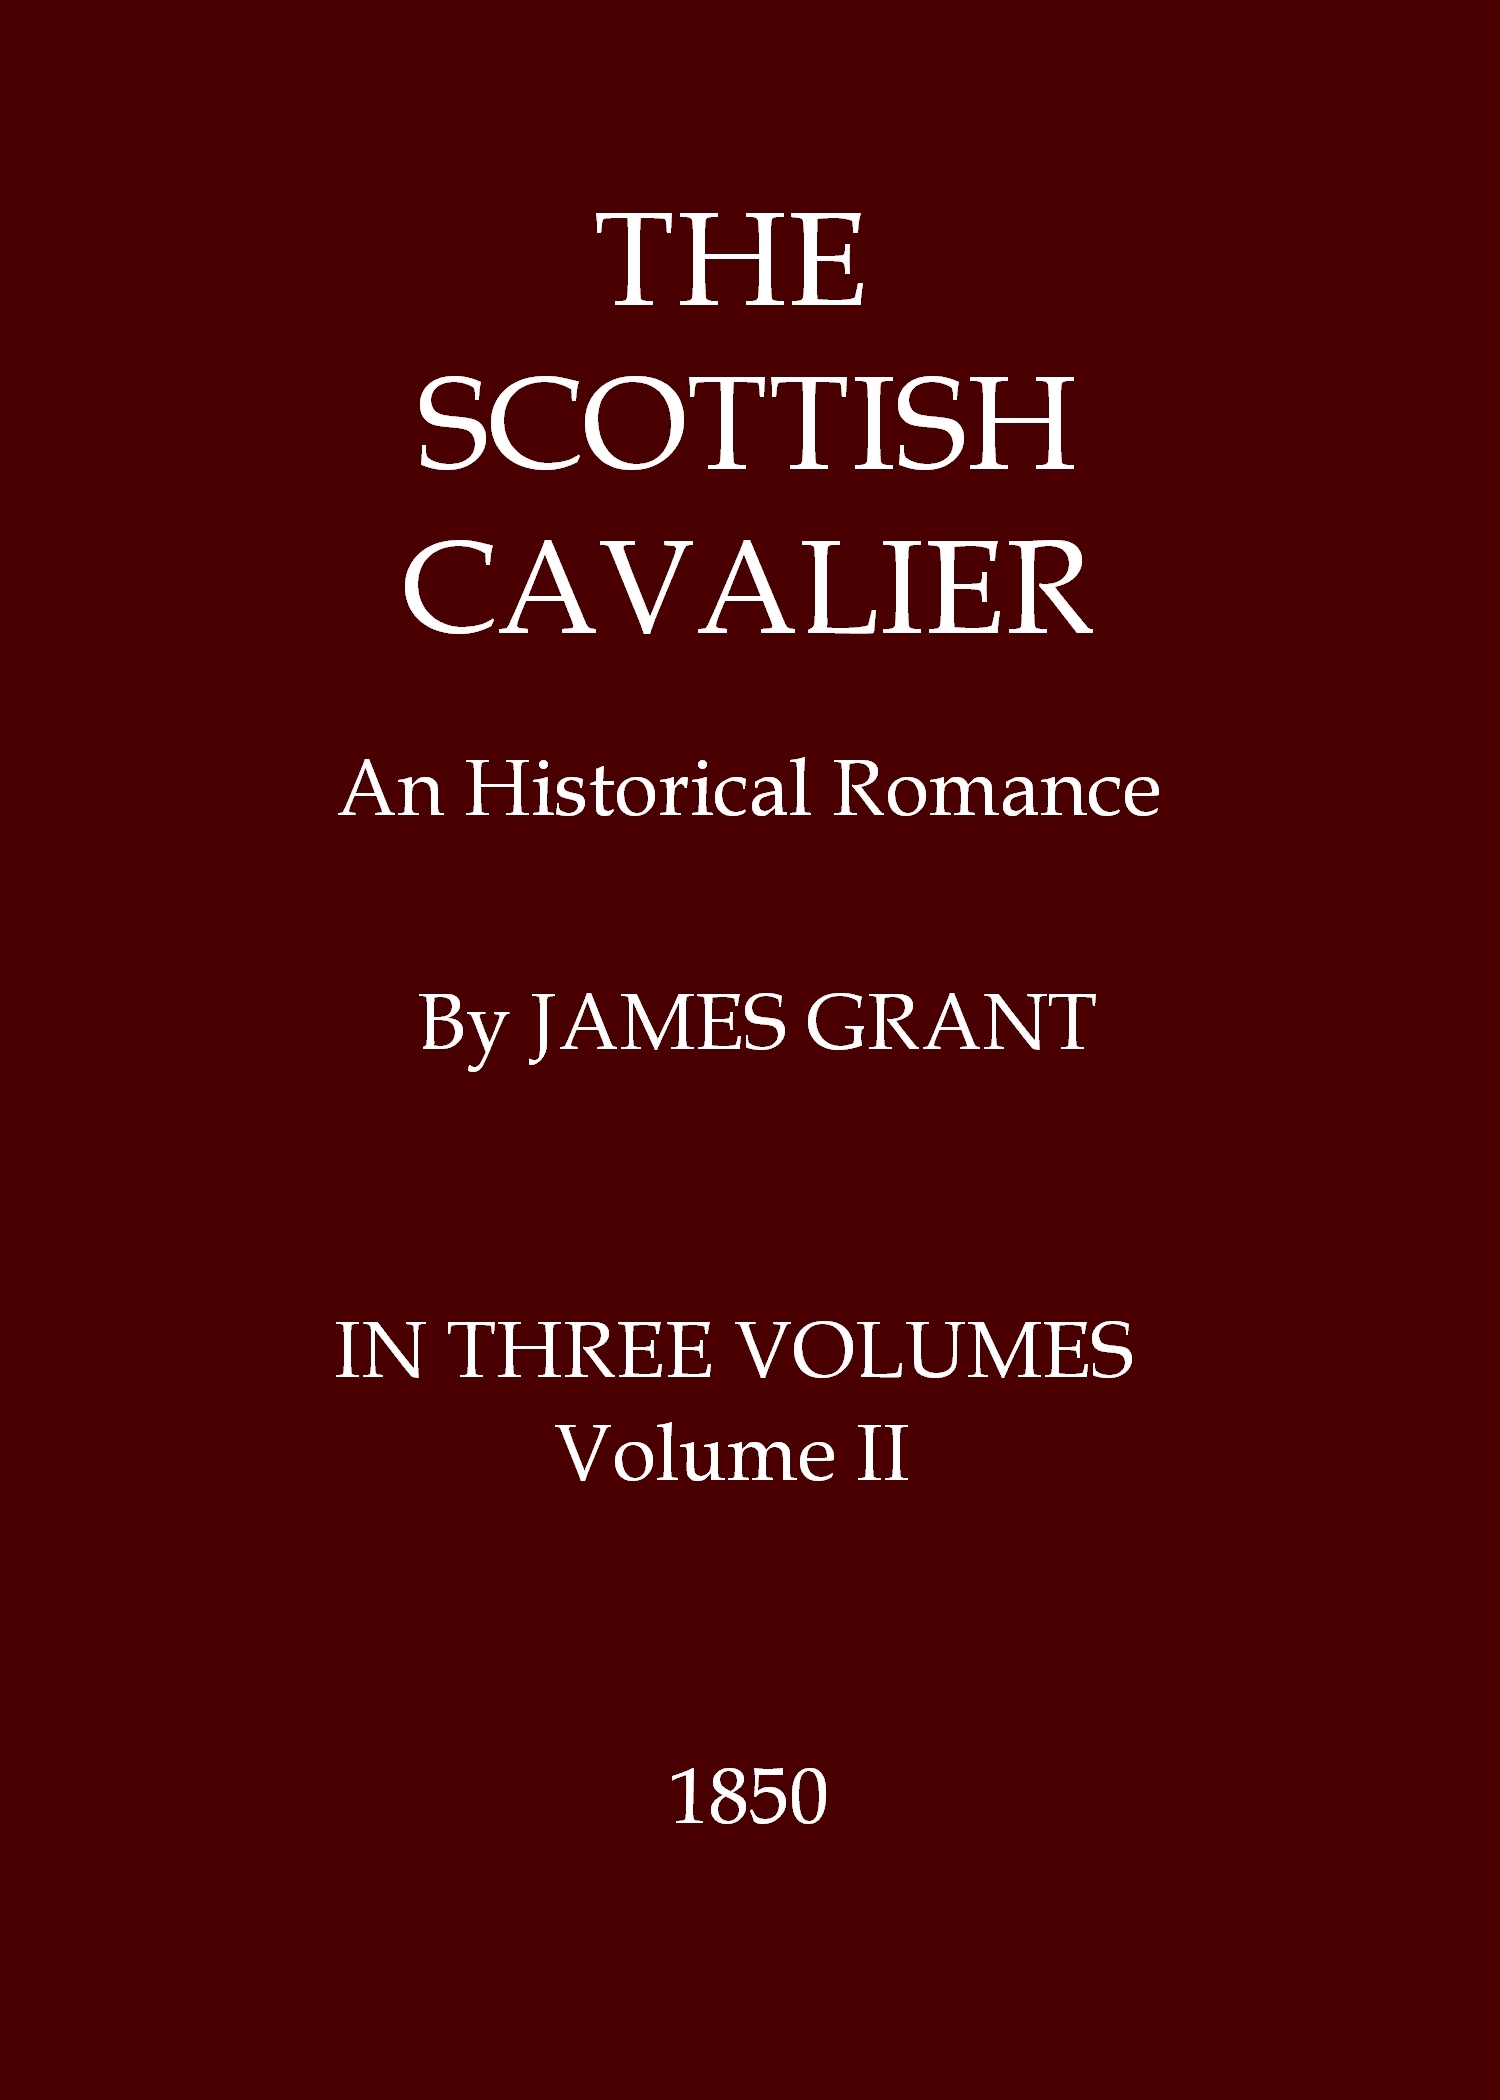 THE
SCOTTISH
CAVALIER
An Historical Romance
By JAMES GRANT
IN THREE VOLUMES
Volume II
1850